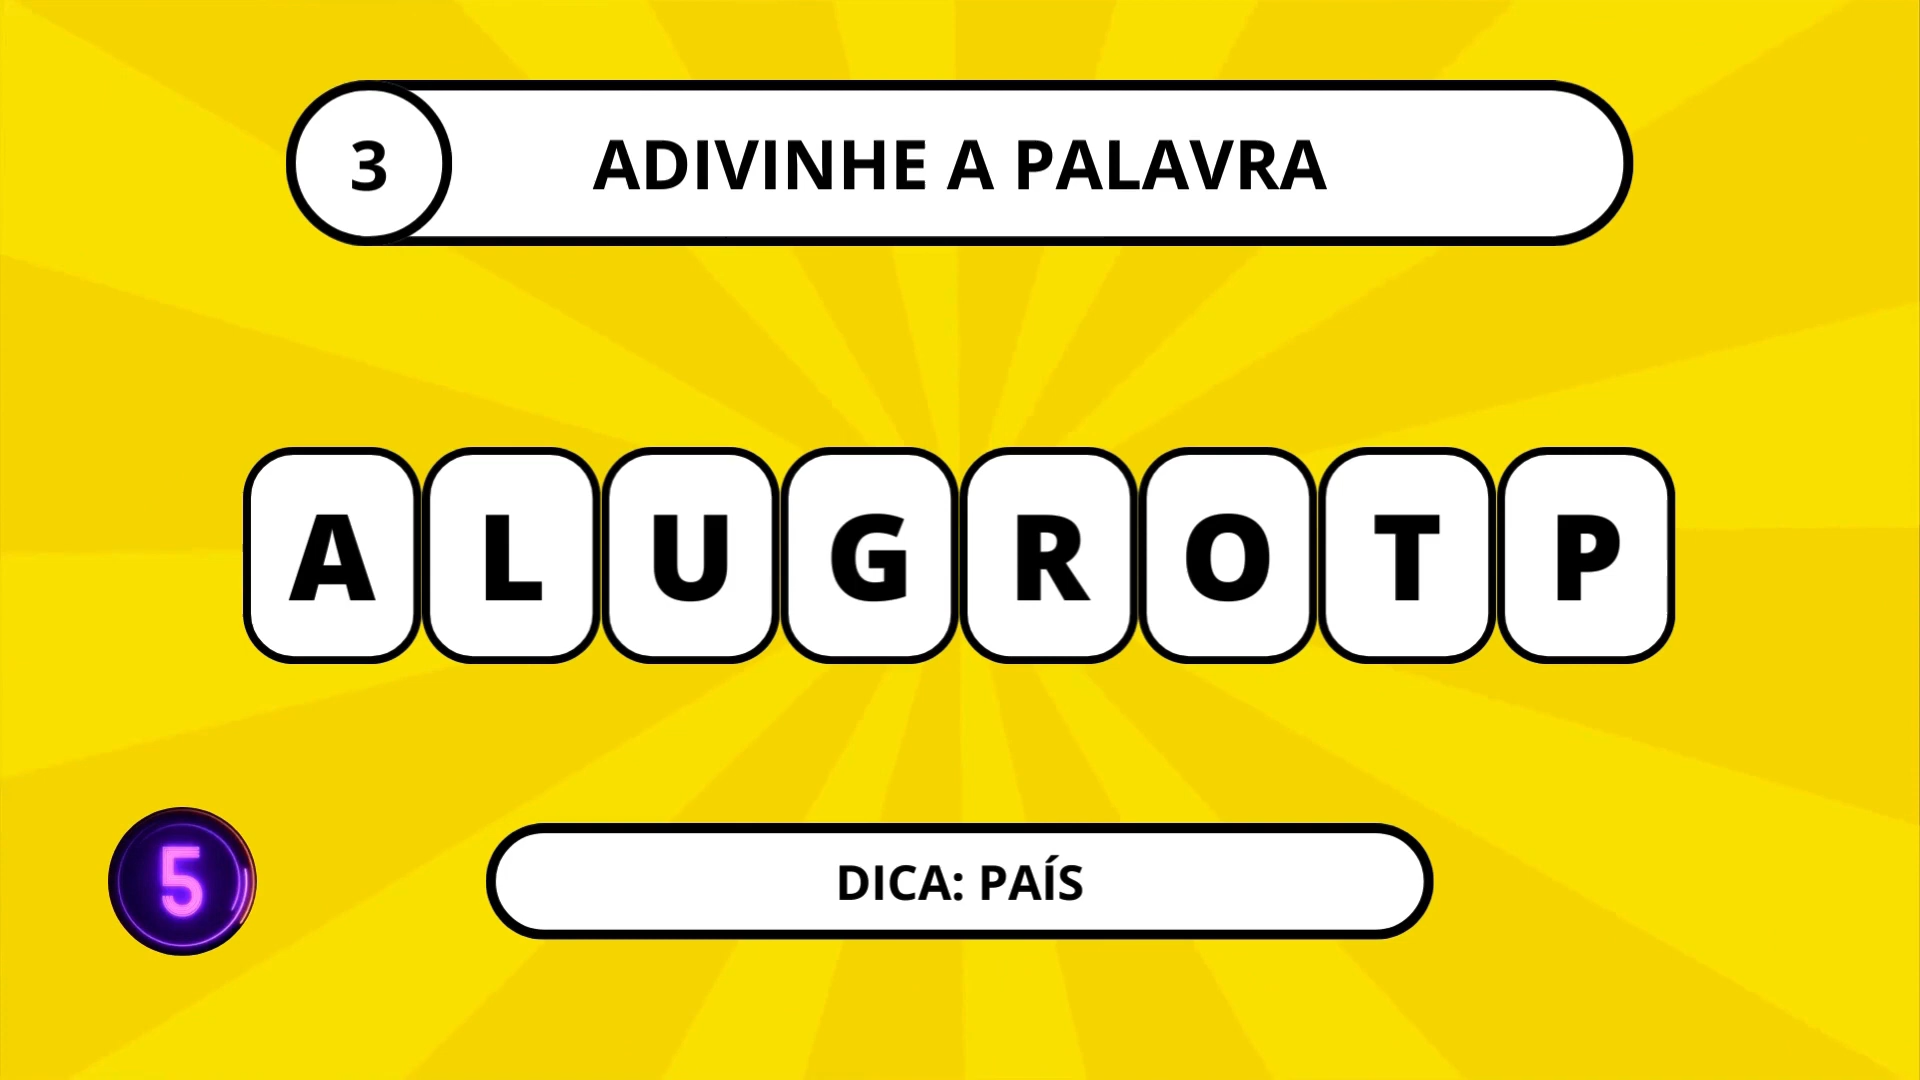 3
ADIVINHE A PALAVRA
A L U G R O T P
5
DICA: PAÍS